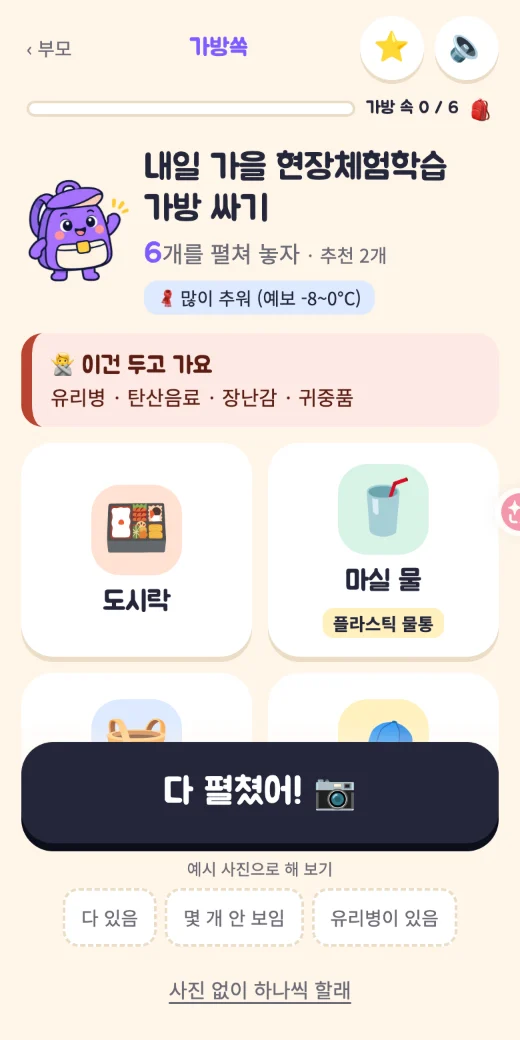 ‹ 부모
가방쏙
가방 속 0 / 6
내일 가을 현장체험학습
가방 싸기
6개를 펼쳐 놓자 · 추천 2개
많이 추워 (예보 -8~0°C)
이건 두고 가요
유리병 · 탄산음료 · 장난감 · 귀중품
도시락
마실 물
플라스틱 물통
다 펼쳤어!
예시 사진으로 해 보기
다 있음
몇 개 안 보임
유리병이 있음
사진 없이 하나씩 할래